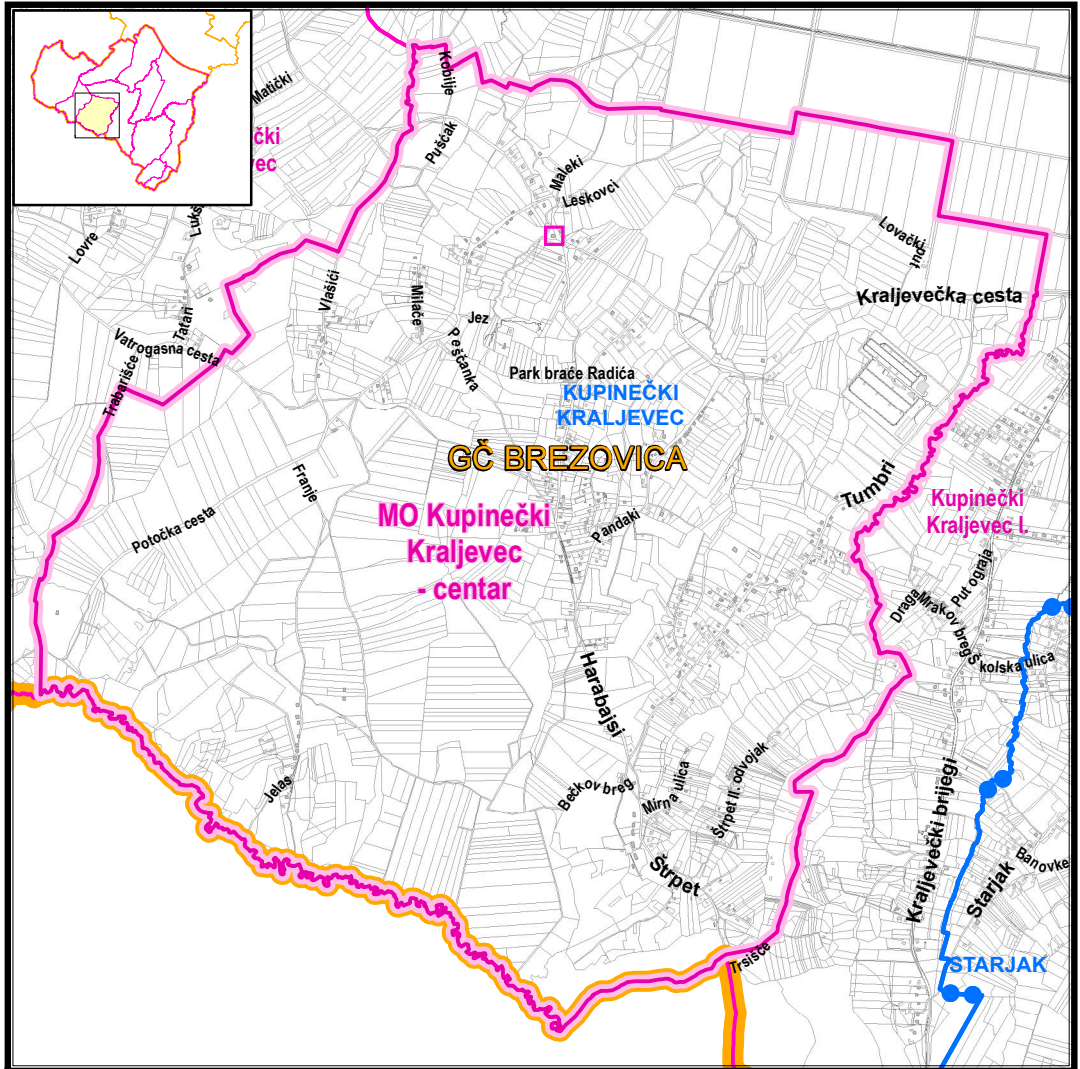 Kobilje
Matički
čki
vec
Pušćak
Maleki
Leskovci
Lovre
Tatari
Vatrogasna cesta
Trabarišće
Vlašići
Milaće
Jez
Peščanka
Park braće Radića
KUPINEČKI
KRALJEVEC
Lovački
put
Kraljevečka cesta
GČ BREZOVICA
Franje
Potočka cesta
MO Kupinečki
Kraljevec
- centar
Pandaki
Tumbri
Kupinečki
Kraljevec I.
Put ograja
Draga
Mrakov breg
Školska ulica
Harabajsi
Jelas
Bečkov breg
Mirna ulica
Štrpet II. odvojak
Štrpet
Kraljevečki brijegi
Starjak
Banovke
STARJAK
Trsišće